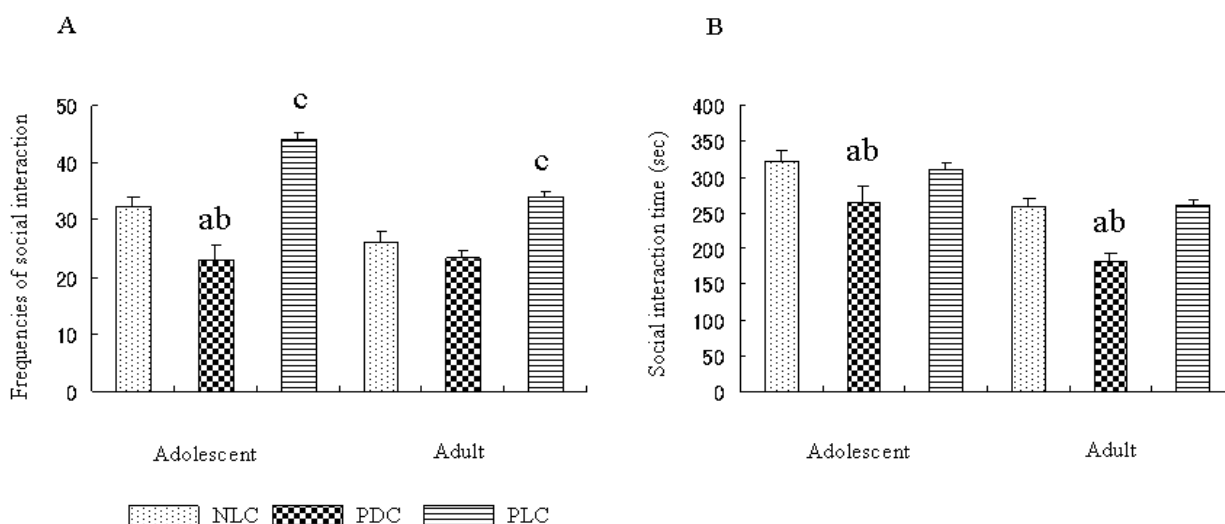 A
Frequencies of social interaction
50
40
30
20
10
0
ab
c
c
Adolescent
Adult
B
Social interaction time (sec)
400
350
300
250
200
150
100
50
0
ab
ab
Adolescent
Adult
NLC PDC PLC